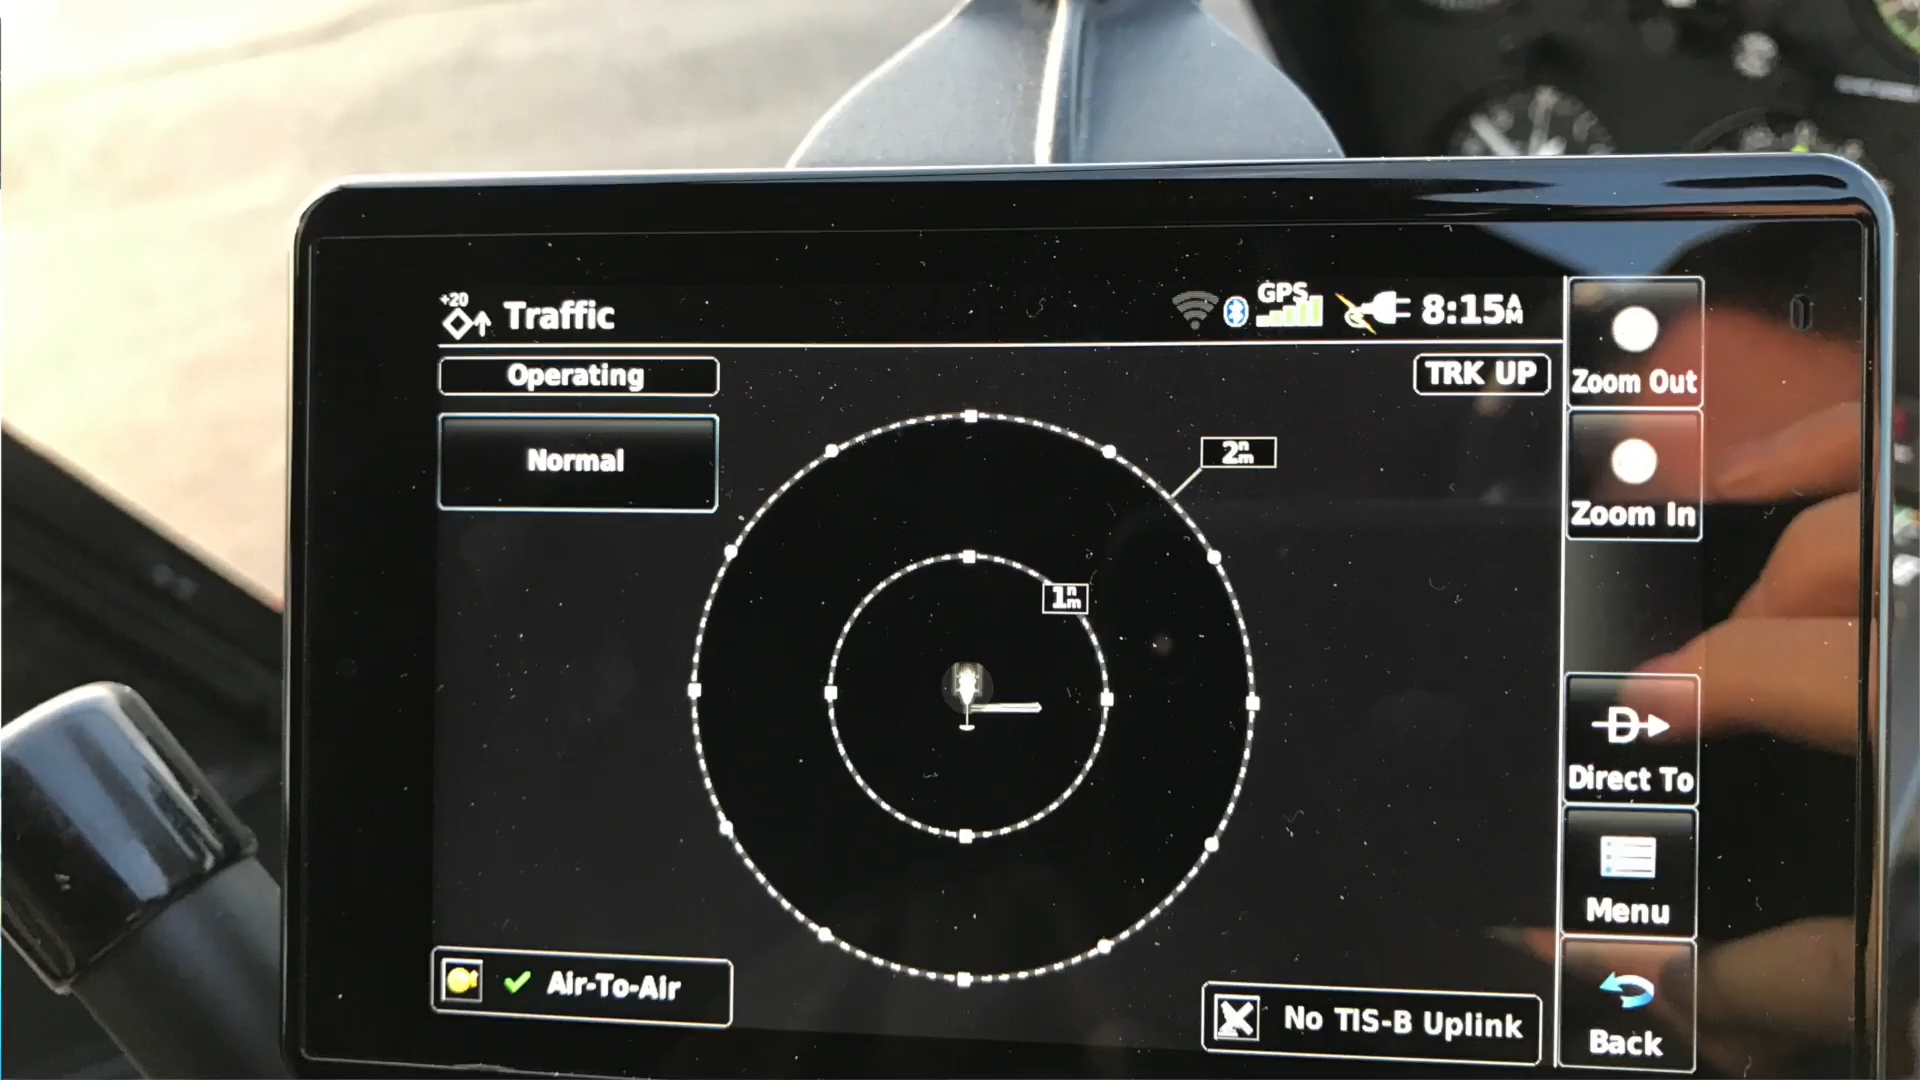 +20
Traffic
GPS
8:15AM
Operating
TRK UP
Zoom Out
Normal
2nm
Zoom In
1nm
Direct To
Menu
Air-To-Air
No TIS-B Uplink
Back